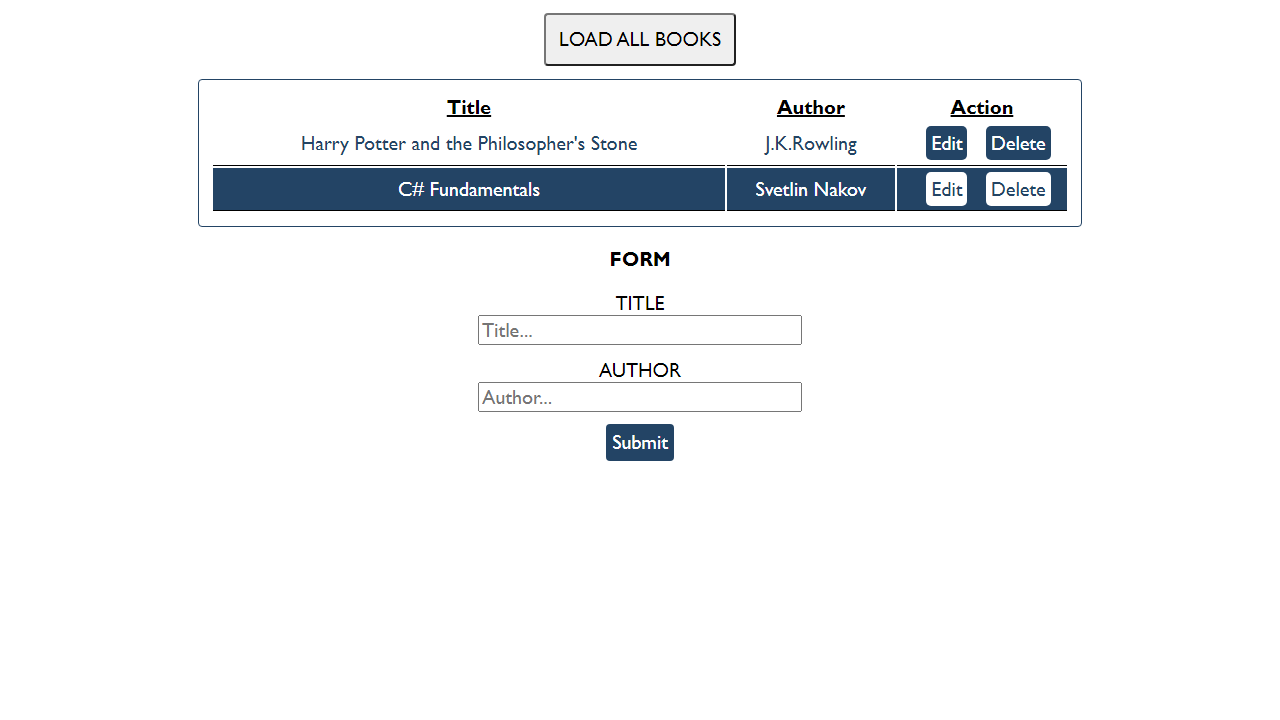 LOAD ALL BOOKS
Title Author Action
Harry Potter and the Philosopher's Stone J.K.Rowling Edit Delete
C# Fundamentals Svetlin Nakov Edit Delete
FORM
TITLE
Title...
AUTHOR
Author...
Submit